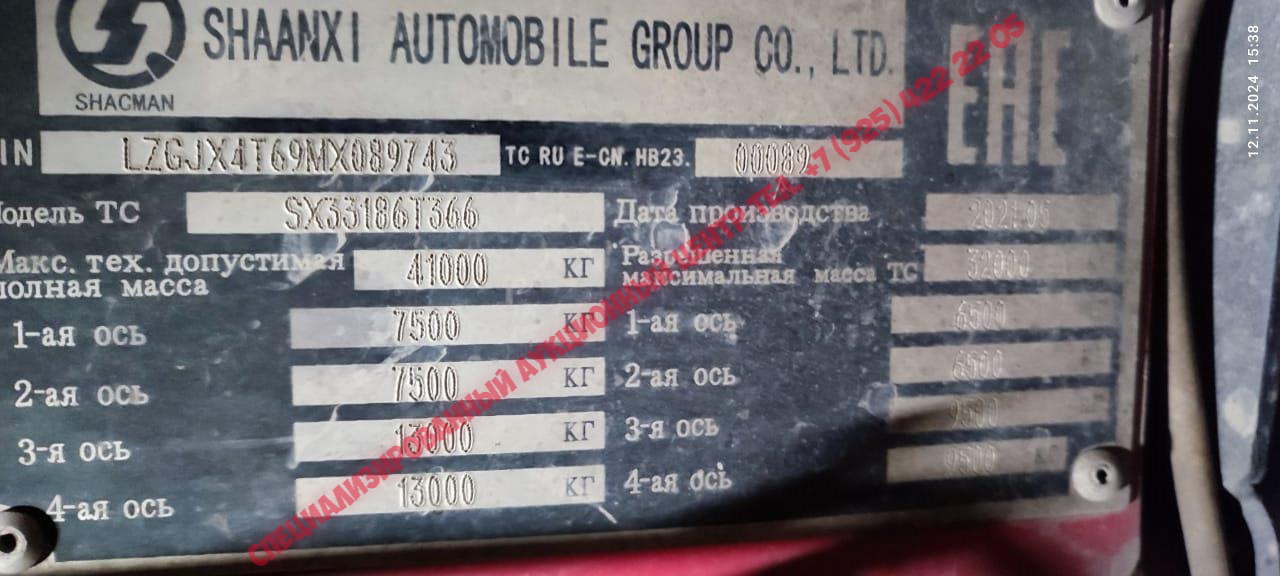 SHAANXI AUTOMOBILE GROUP CO., LTD.
SHACMAN
EAC
IN LZGJX4T69MX089743 TC RU E-CN. HB23. 00089
Модель ТС SX33186T366 Дата производства 2021.06
Макс. тех. допустимая полная масса 41000 КГ Разрешенная максимальная масса ТС 32000
1-ая ось 7500 КГ 1-ая ось 6500
2-ая ось 7500 КГ 2-ая ось 6500
3-я ось 13000 КГ 3-я ось 9500
4-ая ось 13000 КГ 4-ая ось 9500
СПЕЦИАЛИЗИРОВАННЫЙ АУКЦИОННЫЙ ЦЕНТР ТЕЛ. +7 (925) 422 22 05
12.11.2024 15:38